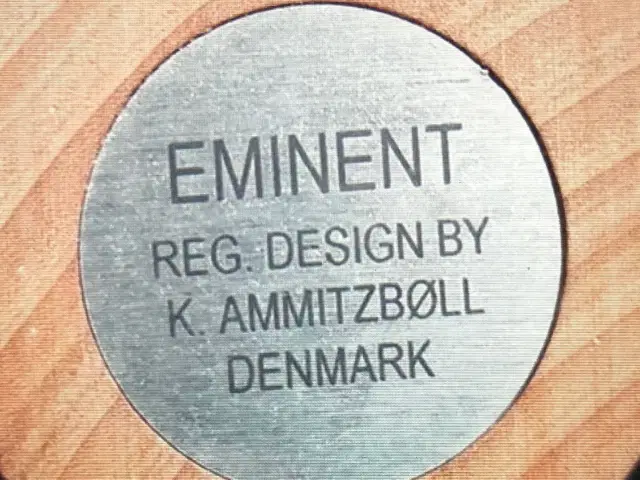 EMINENT
REG. DESIGN BY
K. AMMITZBØLL
DENMARK